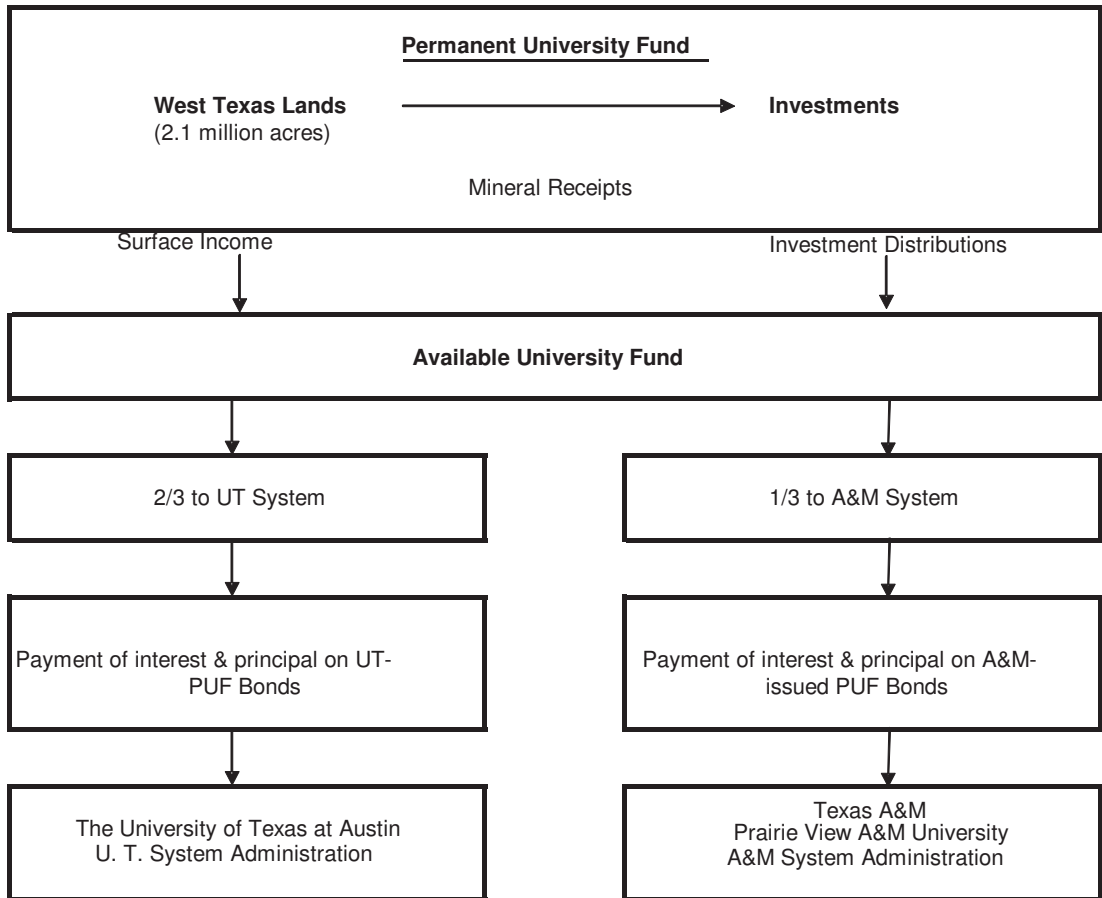 Permanent University Fund
West Texas Lands
(2.1 million acres)
Investments
Mineral Receipts
Surface Income
Investment Distributions
Available University Fund
2/3 to UT System
1/3 to A&M System
Payment of interest & principal on UT-
PUF Bonds
Payment of interest & principal on A&M-
issued PUF Bonds
The University of Texas at Austin
U. T. System Administration
Texas A&M
Prairie View A&M University
A&M System Administration